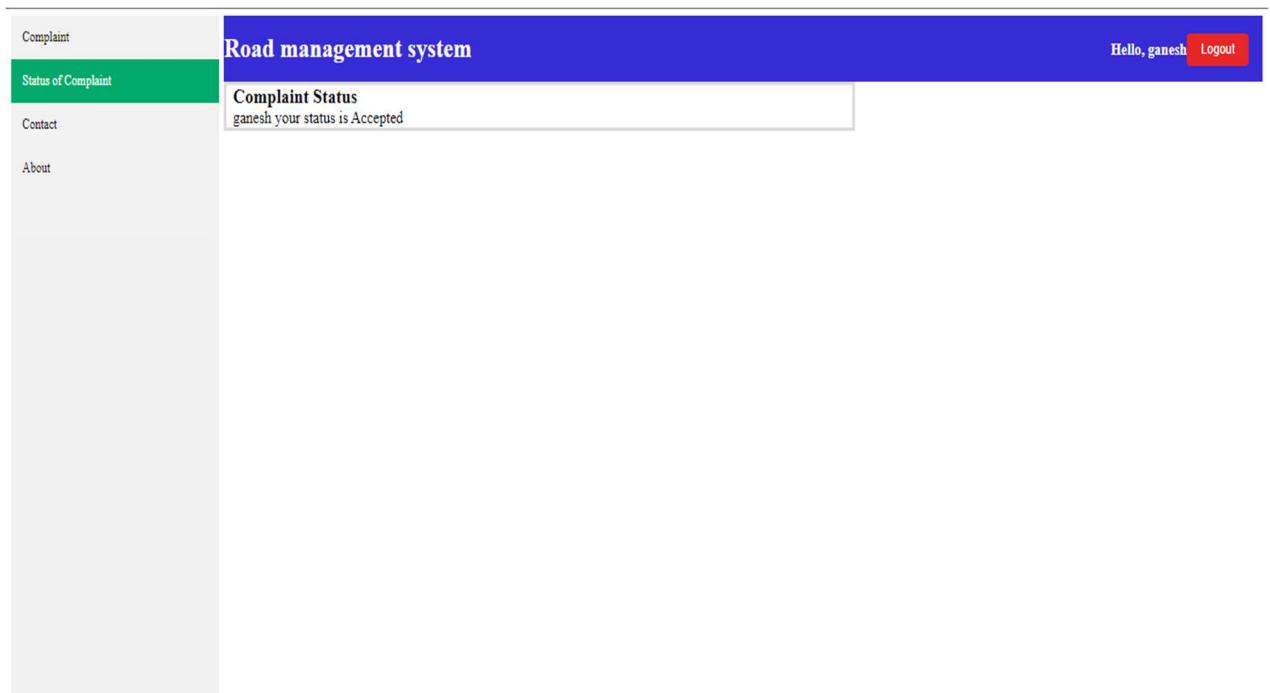 Complaint
Status of Complaint
Contact
About
Road management system
Hello, ganesh
Logout
Complaint Status
ganesh your status is Accepted